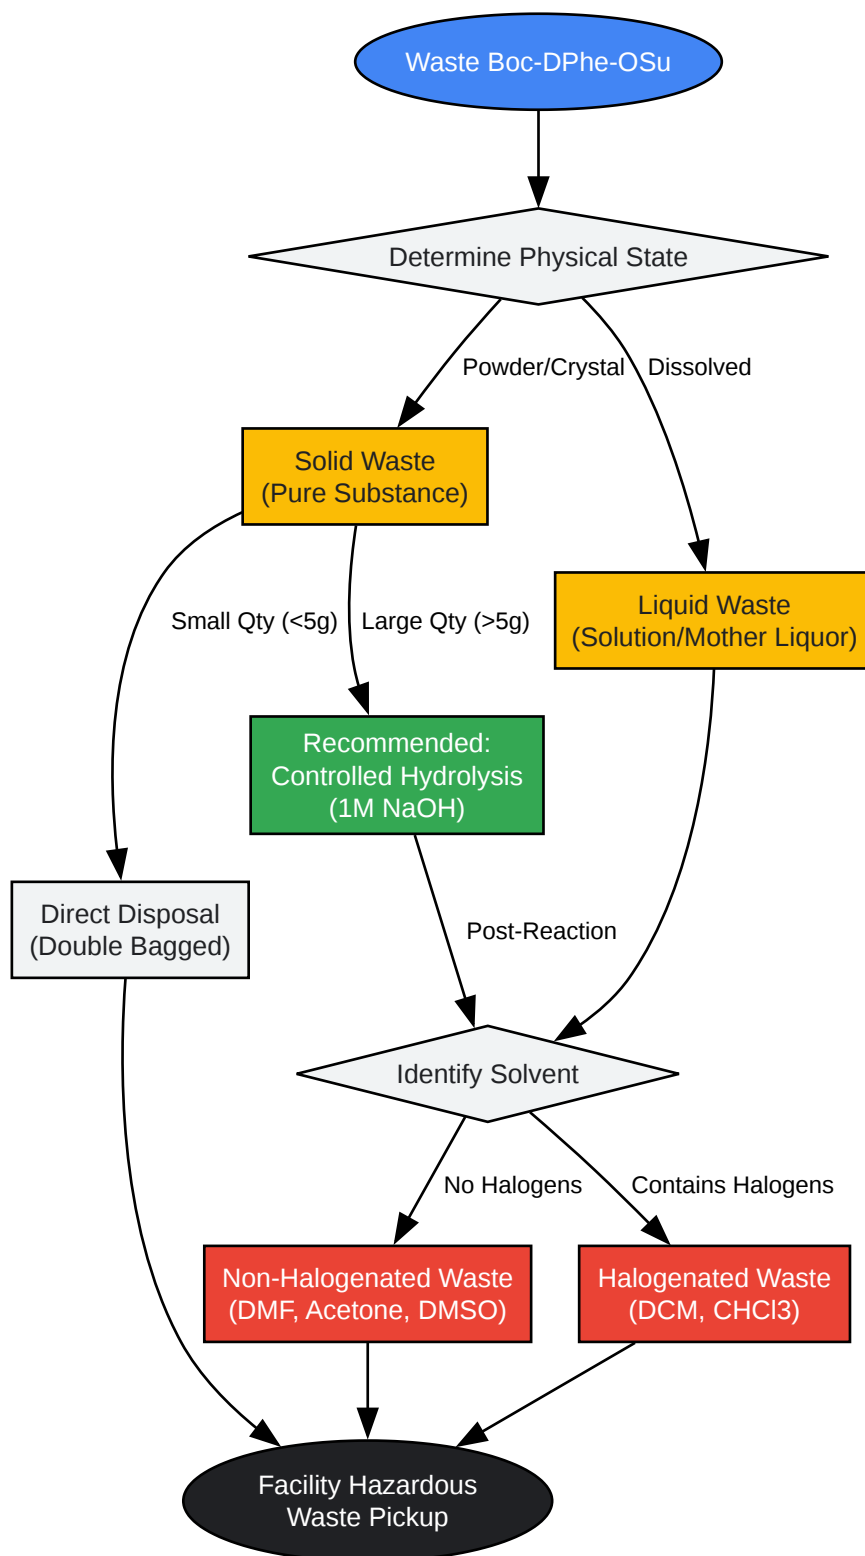 Waste Boc-DPhe-OSu
Determine Physical State
Powder/Crystal
Dissolved
Solid Waste
(Pure Substance)
Liquid Waste
(Solution/Mother Liquor)
Small Qty (<5g)
Large Qty (>5g)
Recommended:
Controlled Hydrolysis
(1M NaOH)
Direct Disposal
(Double Bagged)
Post-Reaction
Identify Solvent
No Halogens
Contains Halogens
Non-Halogenated Waste
(DMF, Acetone, DMSO)
Halogenated Waste
(DCM, CHCl3)
Facility Hazardous
Waste Pickup